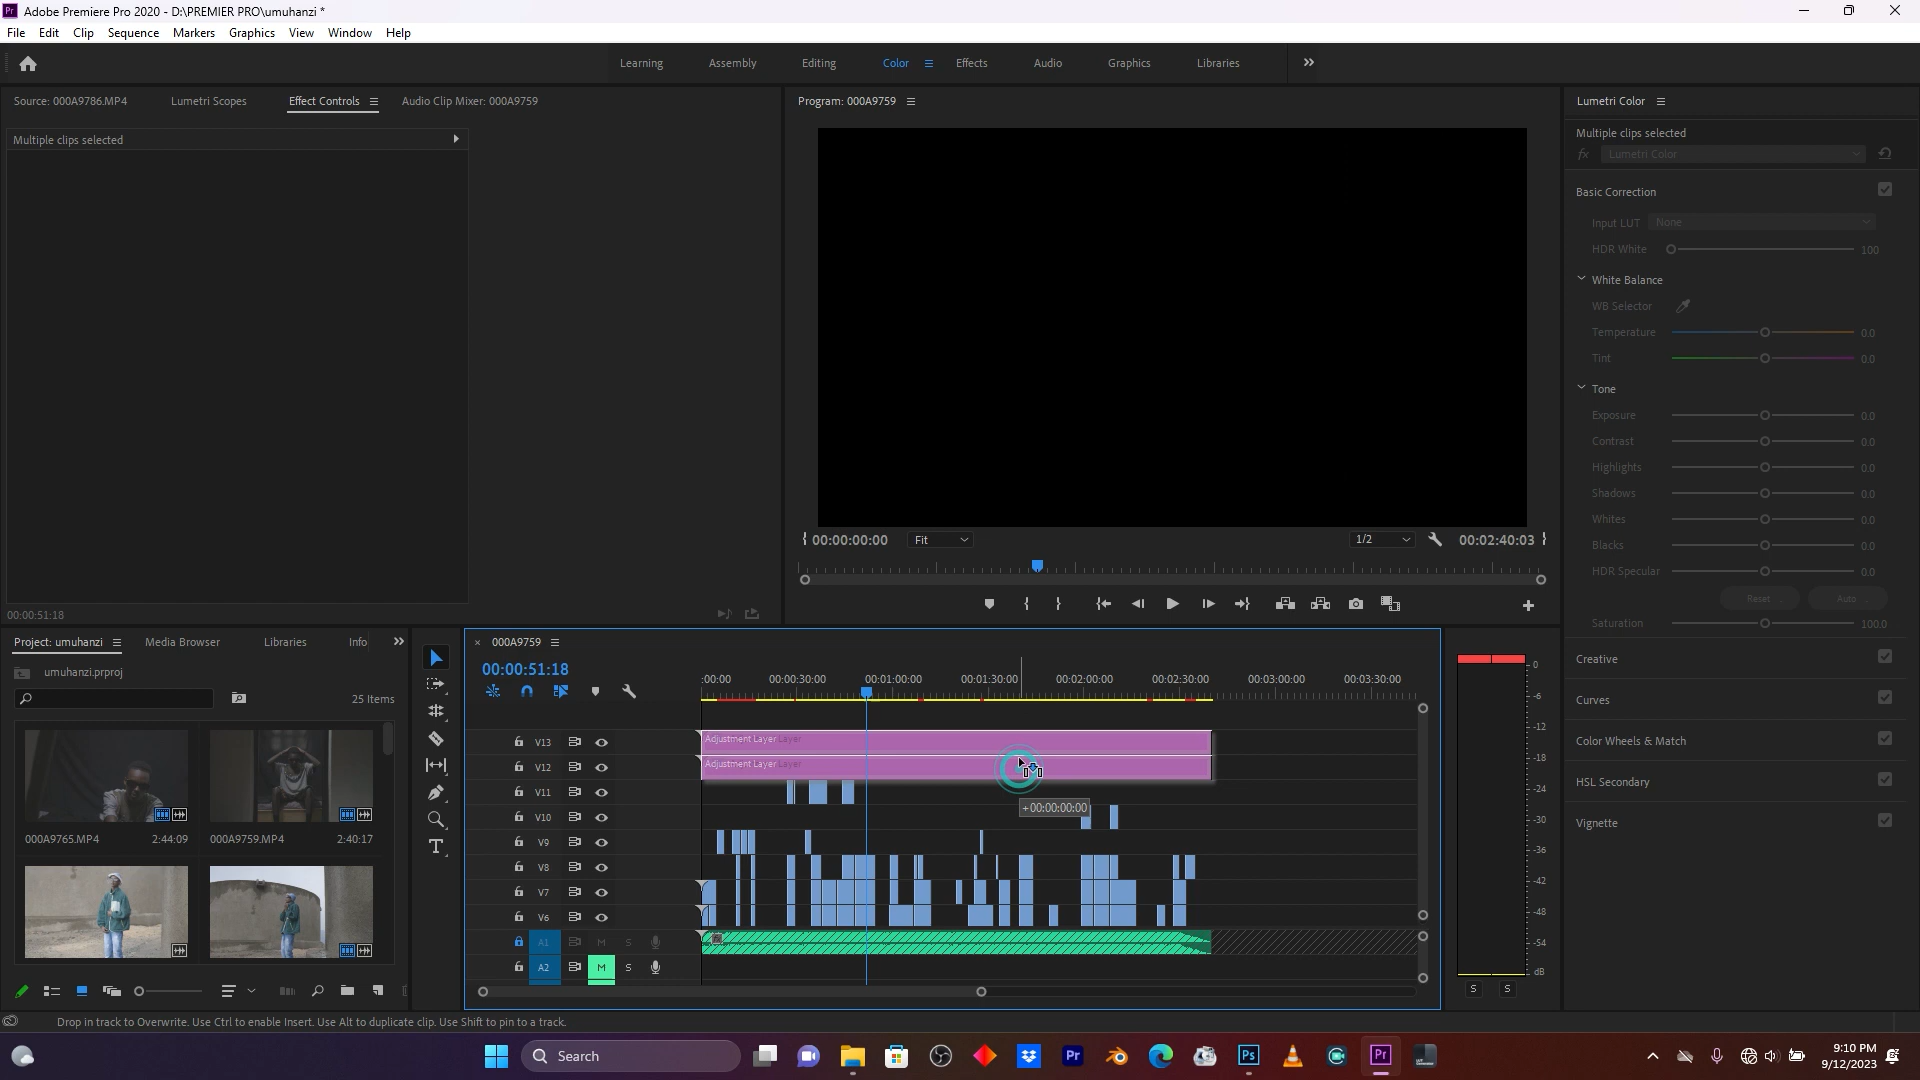 Adobe Premiere Pro 2020 - D:\PREMIER PRO\umuhanzi *
File Edit Clip Sequence Markers Graphics View Window Help
Learning Assembly Editing Color Effects Audio Graphics Libraries
Source: 000A9786.MP4 Lumetri Scopes Effect Controls Audio Clip Mixer: 000A9759
Multiple clips selected
00:00:51:18
Program: 000A9759
00:00:00:00 Fit 1/2 00:02:40:03
Lumetri Color
Multiple clips selected
fx Lumetri Color
Basic Correction
Input LUT None
HDR White 100
White Balance
WB Selector
Temperature 0.0
Tint 0.0
Tone
Exposure 0.0
Contrast 0.0
Highlights 0.0
Shadows 0.0
Whites 0.0
Blacks 0.0
HDR Specular 0.0
Reset Auto
Saturation 100.0
Creative
Curves
Color Wheels & Match
HSL Secondary
Vignette
Project: umuhanzi Media Browser Libraries Info
umuhanzi.prproj
25 Items
000A9765.MP4 2:44:09 000A9759.MP4 2:40:17
000A9759
00:00:51:18
:00:00 00:00:30:00 00:01:00:00 00:01:30:00 00:02:00:00 00:02:30:00 00:03:00:00 00:03:30:00
V13 Adjustment Layer
V12 Adjustment Layer
V11
+00:00:00:00
V10
V9
V8
V7
V6
A1 M S
A2 M S
0
-6
-12
-18
-24
-30
-36
-42
-48
-54
dB
S S
Drop in track to Overwrite. Use Ctrl to enable Insert. Use Alt to duplicate clip. Use Shift to pin to a track.
Search
9:10 PM
9/12/2023